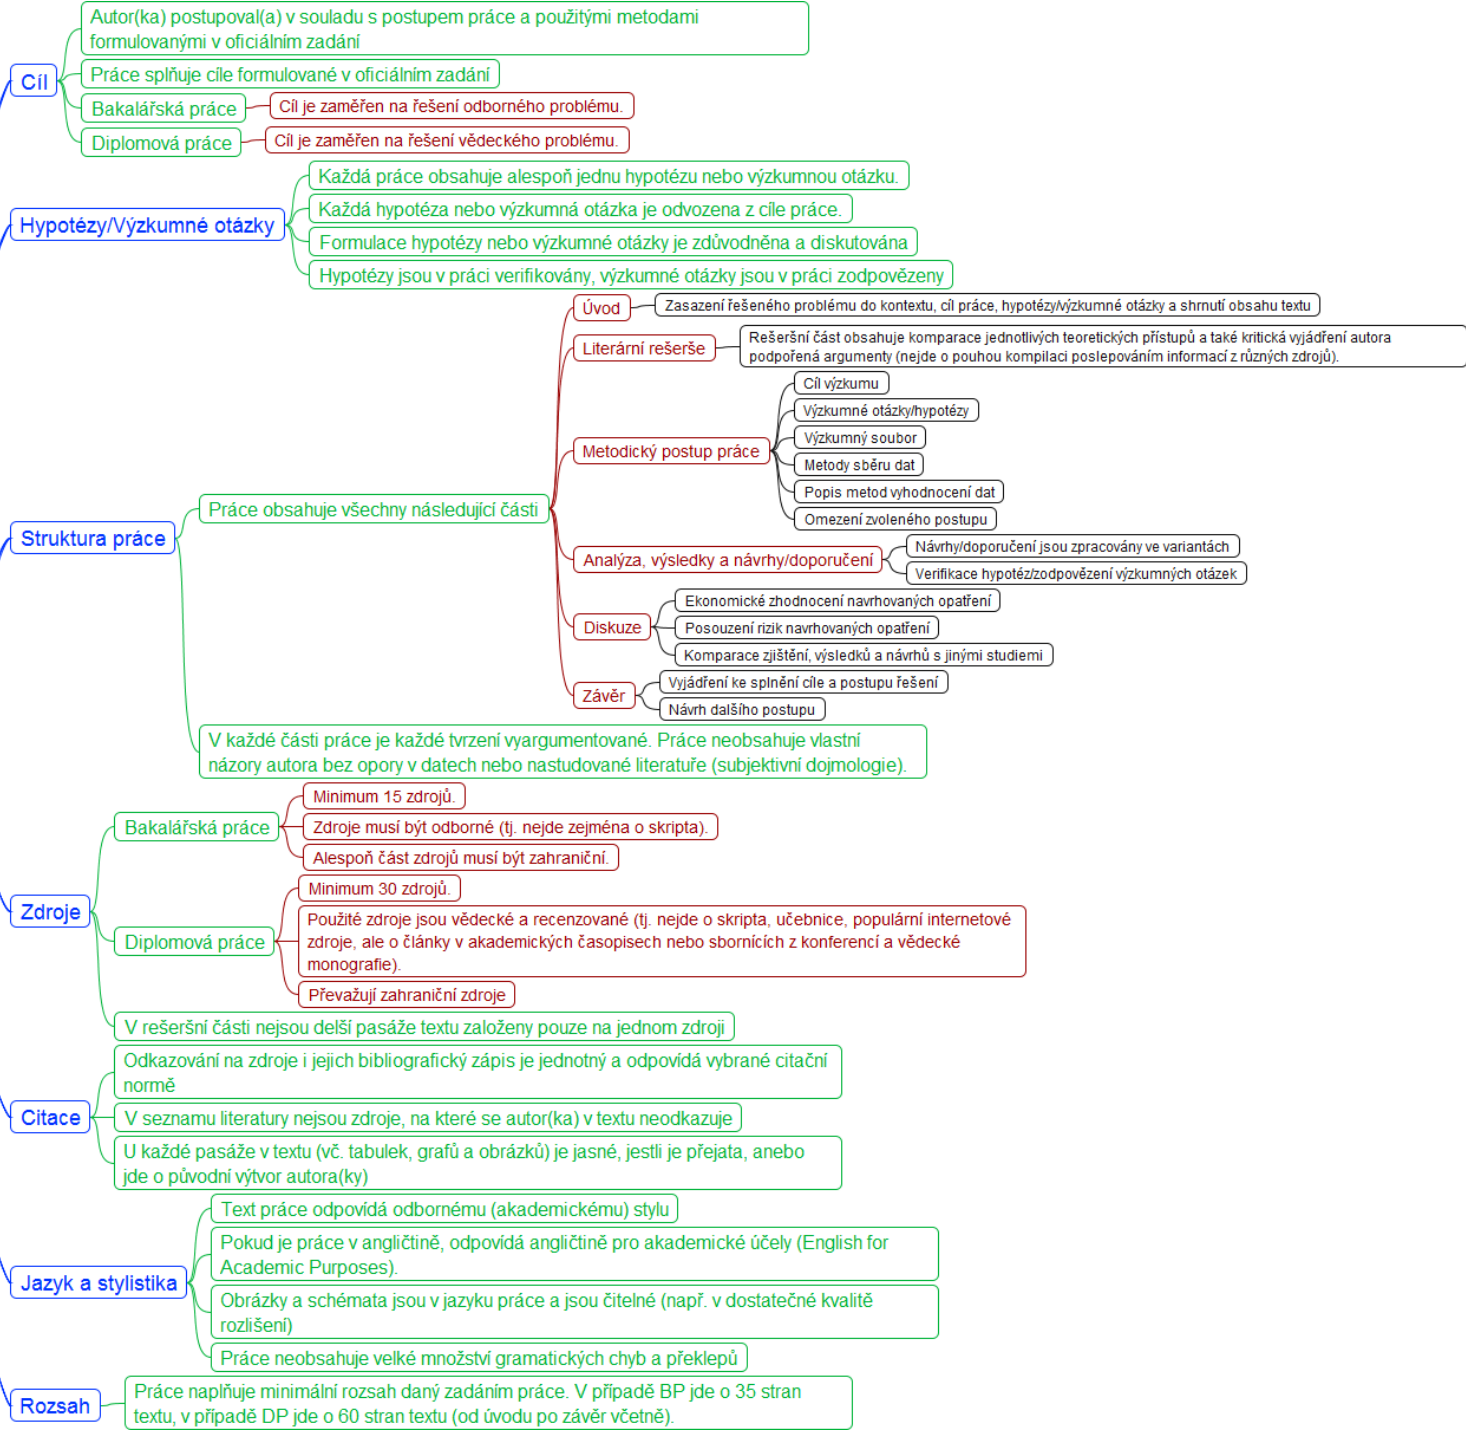 Cíl
Autor(ka) postupoval(a) v souladu s postupem práce a použitými metodami
formulovanými v oficiálním zadání
Práce splňuje cíle formulované v oficiálním zadání
Bakalářská práce
Cíl je zaměřen na řešení odborného problému.
Diplomová práce
Cíl je zaměřen na řešení vědeckého problému.
Hypotézy/Výzkumné otázky
Každá práce obsahuje alespoň jednu hypotézu nebo výzkumnou otázku.
Každá hypotéza nebo výzkumná otázka je odvozena z cíle práce.
Formulace hypotézy nebo výzkumné otázky je zdůvodněna a diskutována
Hypotézy jsou v práci verifikovány, výzkumné otázky jsou v práci zodpovězeny
Struktura práce
Práce obsahuje všechny následující části
Úvod
Zasazení řešeného problému do kontextu, cíl práce, hypotézy/výzkumné otázky a shrnutí obsahu textu
Literární rešerše
Rešeršní část obsahuje komparace jednotlivých teoretických přístupů a také kritická vyjádření autora
podpořená argumenty (nejde o pouhou kompilaci poslepováním informací z různých zdrojů).
Metodický postup práce
Cíl výzkumu
Výzkumné otázky/hypotézy
Výzkumný soubor
Metody sběru dat
Popis metod vyhodnocení dat
Omezení zvoleného postupu
Analýza, výsledky a návrhy/doporučení
Návrhy/doporučení jsou zpracovány ve variantách
Verifikace hypotéz/zodpovězení výzkumných otázek
Diskuze
Ekonomické zhodnocení navrhovaných opatření
Posouzení rizik navrhovaných opatření
Komparace zjištění, výsledků a návrhů s jinými studiemi
Závěr
Vyjádření ke splnění cíle a postupu řešení
Návrh dalšího postupu
V každé části práce je každé tvrzení vyargumentované. Práce neobsahuje vlastní
názory autora bez opory v datech nebo nastudované literatuře (subjektivní dojmologie).
Zdroje
Bakalářská práce
Minimum 15 zdrojů.
Zdroje musí být odborné (tj. nejde zejména o skripta).
Alespoň část zdrojů musí být zahraniční.
Diplomová práce
Minimum 30 zdrojů.
Použité zdroje jsou vědecké a recenzované (tj. nejde o skripta, učebnice, populární internetové
zdroje, ale o články v akademických časopisech nebo sbornících z konferencí a vědecké
monografie).
Převažují zahraniční zdroje
V rešeršní části nejsou delší pasáže textu založeny pouze na jednom zdroji
Citace
Odkazování na zdroje i jejich bibliografický zápis je jednotný a odpovídá vybrané citační
normě
V seznamu literatury nejsou zdroje, na které se autor(ka) v textu neodkazuje
U každé pasáže v textu (vč. tabulek, grafů a obrázků) je jasné, jestli je přejata, anebo
jde o původní výtvor autora(ky)
Jazyk a stylistika
Text práce odpovídá odbornému (akademickému) stylu
Pokud je práce v angličtině, odpovídá angličtině pro akademické účely (English for
Academic Purposes).
Obrázky a schémata jsou v jazyku práce a jsou čitelné (např. v dostatečné kvalitě
rozlišení)
Práce neobsahuje velké množství gramatických chyb a překlepů
Rozsah
Práce naplňuje minimální rozsah daný zadáním práce. V případě BP jde o 35 stran
textu, v případě DP jde o 60 stran textu (od úvodu po závěr včetně).